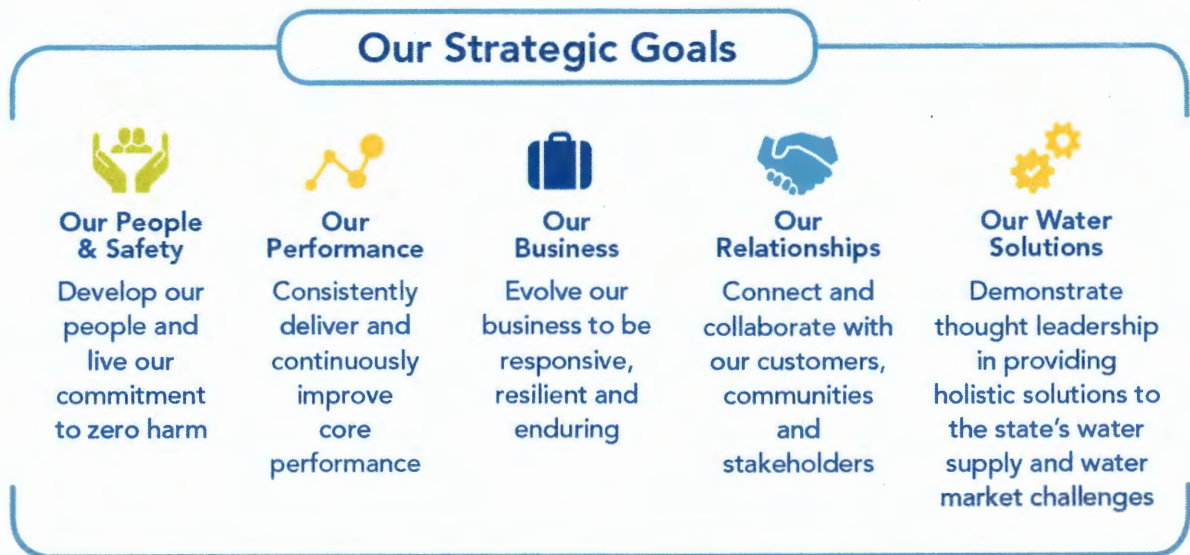 Our Strategic Goals
Our People
& Safety
Develop our
people and
live our
commitment
to zero harm
Our
Performance
Consistently
deliver and
continuously
improve
core
performance
Our
Business
Evolve our
business to be
responsive,
resilient and
enduring
Our
Relationships
Connect and
collaborate with
our customers,
communities
and
stakeholders
Our Water
Solutions
Demonstrate
thought leadership
in providing
holistic solutions to
the state's water
supply and water
market challenges